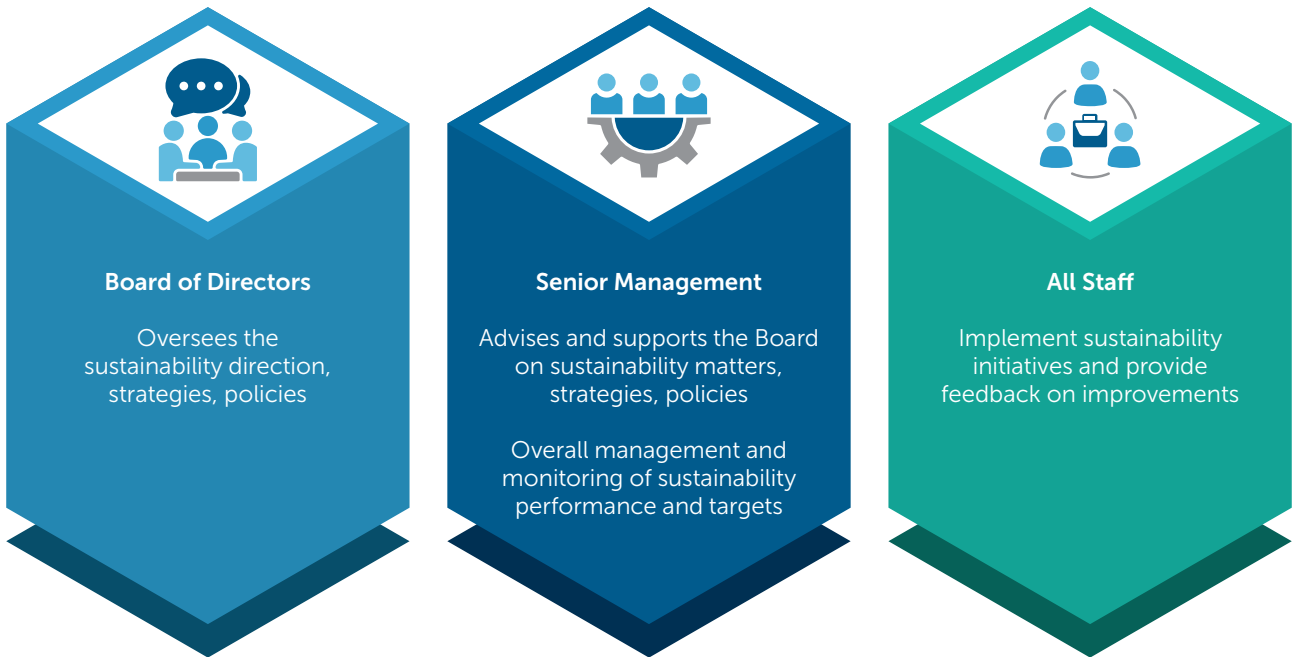 Board of Directors
Oversees the
sustainability direction,
strategies, policies
Senior Management
Advises and supports the Board
on sustainability matters,
strategies, policies
Overall management and
monitoring of sustainability
performance and targets
All Staff
Implement sustainability
initiatives and provide
feedback on improvements